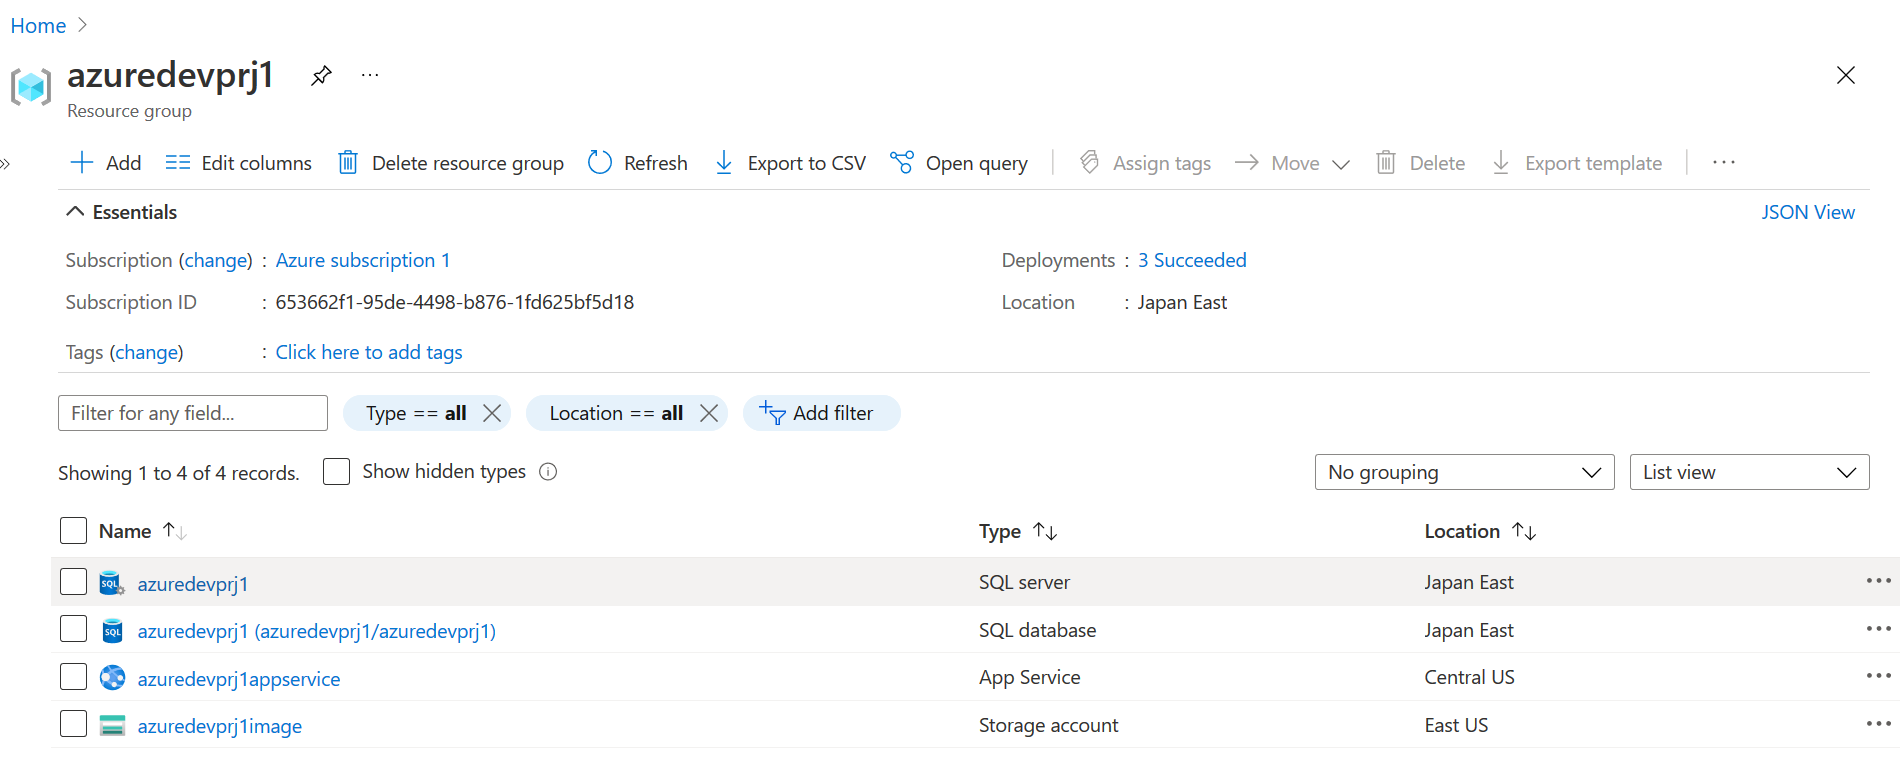 Home
azuredevprj1
Resource group
Add Edit columns Delete resource group Refresh Export to CSV Open query Assign tags Move Delete Export template
Essentials JSON View
Subscription (change) : Azure subscription 1 Deployments : 3 Succeeded
Subscription ID : 653662f1-95de-4498-b876-1fd625bf5d18 Location : Japan East
Tags (change) : Click here to add tags
Filter for any field... Type == all Location == all Add filter
Showing 1 to 4 of 4 records. Show hidden types No grouping List view
Name Type Location
SQL azuredevprj1 SQL server Japan East
SQL azuredevprj1 (azuredevprj1/azuredevprj1) SQL database Japan East
azuredevprj1appservice App Service Central US
azuredevprj1image Storage account East US